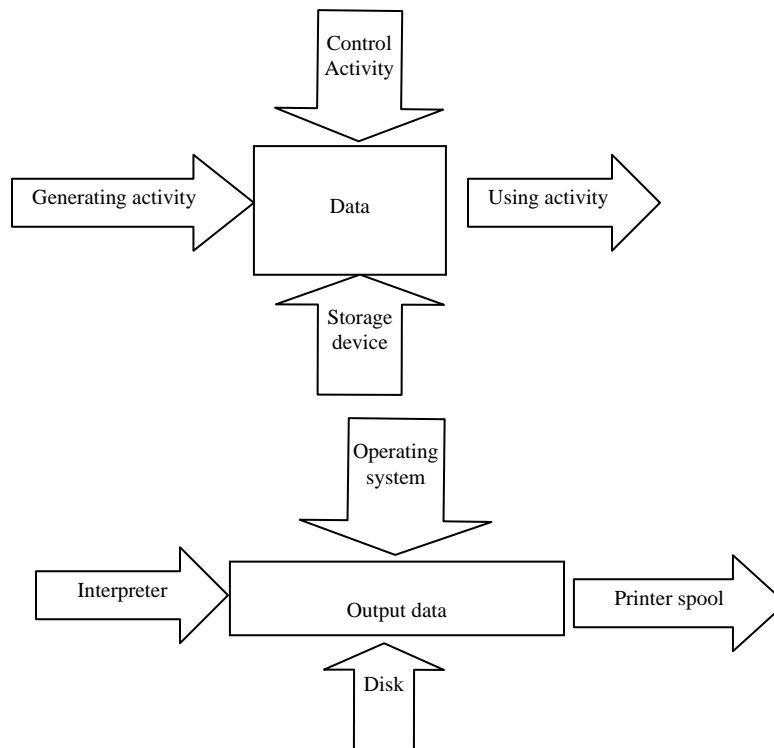 Control
Activity
Generating activity
Data
Using activity
Storage
device
Operating
system
Interpreter
Output data
Printer spool
Disk